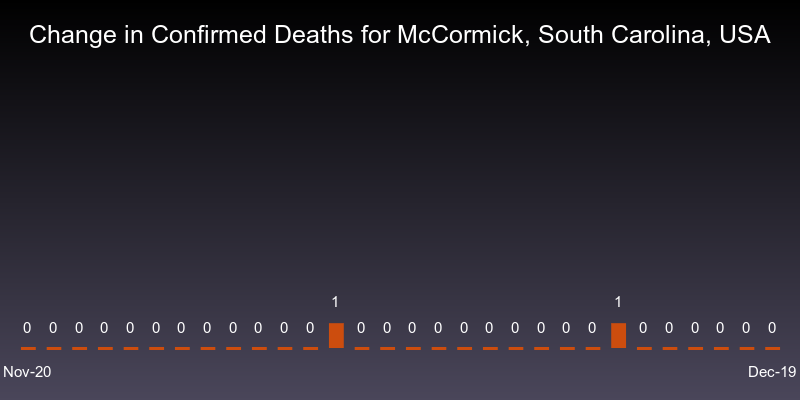 Change in Confirmed Deaths for McCormick, South Carolina, USA
1 1
0 0 0 0 0 0 0 0 0 0 0 0 0 0 0 0 0 0 0 0 0 0 0 0 0 0 0 0
Nov-20 Dec-19